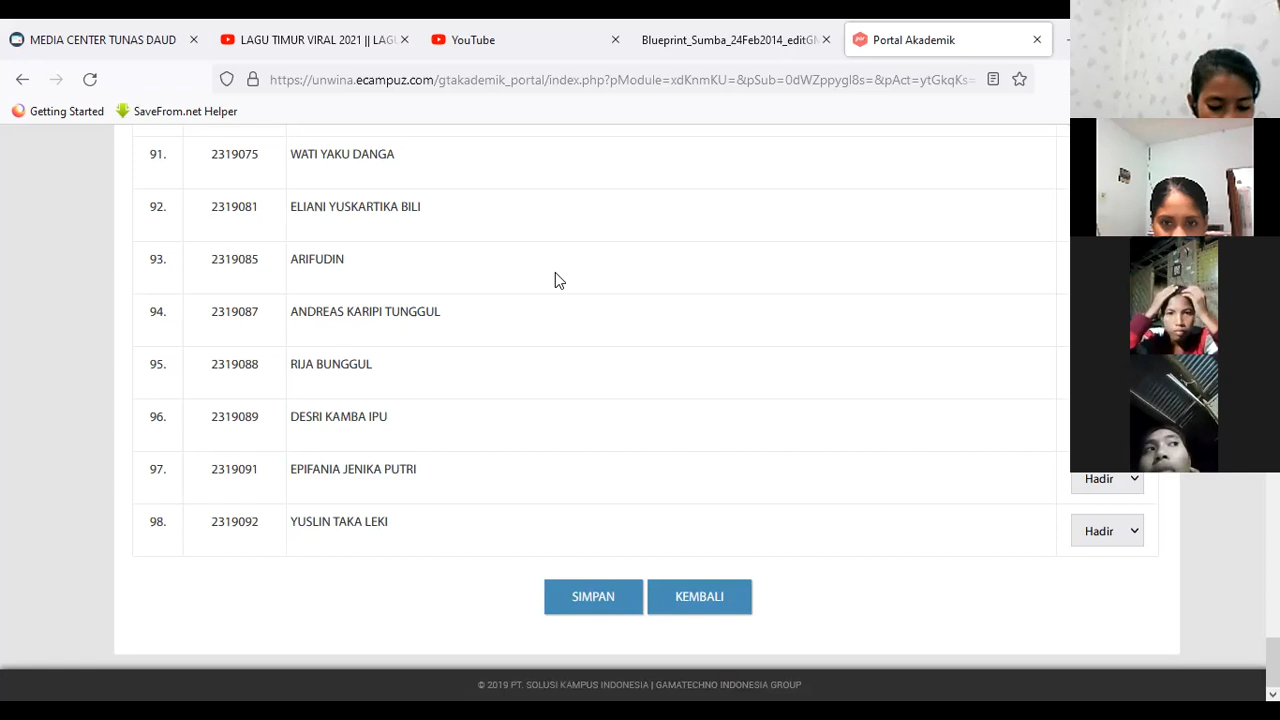 MEDIA CENTER TUNAS DAUD
LAGU TIMUR VIRAL 2021 || LAG
YouTube
Blueprint_Sumba_24Feb2014_editGM
Portal Akademik
https://unwina.ecampuz.com/gtakademik_portal/index.php?pModule=xdKnmKU=&pSub=0dWZppygl8s=&pAct=ytGkqKs=
Getting Started
SaveFrom.net Helper
91. 2319075 WATI YAKU DANGA
92. 2319081 ELIANI YUSKARTIKA BILI
93. 2319085 ARIFUDIN
94. 2319087 ANDREAS KARIPI TUNGGUL
95. 2319088 RIJA BUNGGUL
96. 2319089 DESRI KAMBA IPU
97. 2319091 EPIFANIA JENIKA PUTRI Hadir
98. 2319092 YUSLIN TAKA LEKI Hadir
SIMPAN KEMBALI
© 2019 PT. SOLUSI KAMPUS INDONESIA | GAMATECHNO INDONESIA GROUP